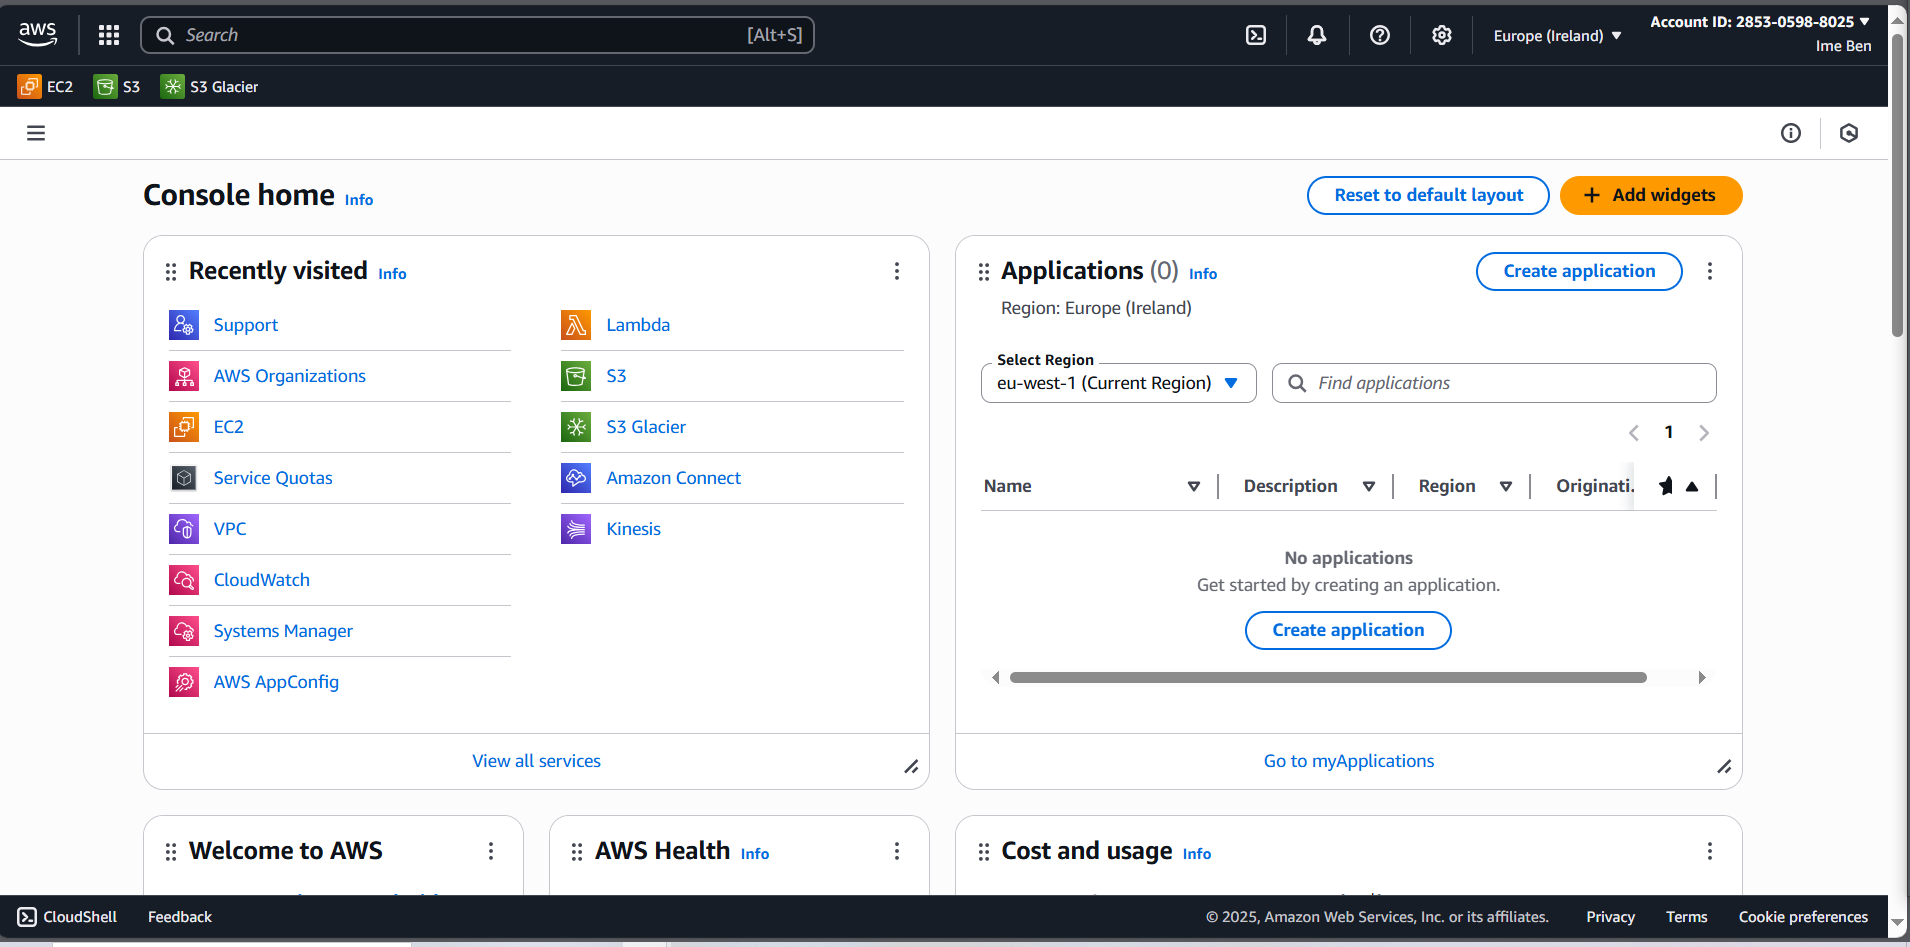 aws
Search [Alt+S]
Europe (Ireland)
Account ID: 2853-0598-8025
Ime Ben
EC2
S3
S3 Glacier
Console home Info
Reset to default layout
Add widgets
Recently visited Info
Support
AWS Organizations
EC2
Service Quotas
VPC
CloudWatch
Systems Manager
AWS AppConfig
Lambda
S3
S3 Glacier
Amazon Connect
Kinesis
View all services
Applications (0) Info
Create application
Region: Europe (Ireland)
Select Region
eu-west-1 (Current Region)
Find applications
1
Name Description Region Originati.
No applications
Get started by creating an application.
Create application
Go to myApplications
Welcome to AWS
AWS Health Info
Cost and usage Info
CloudShell Feedback
© 2025, Amazon Web Services, Inc. or its affiliates. Privacy Terms Cookie preferences